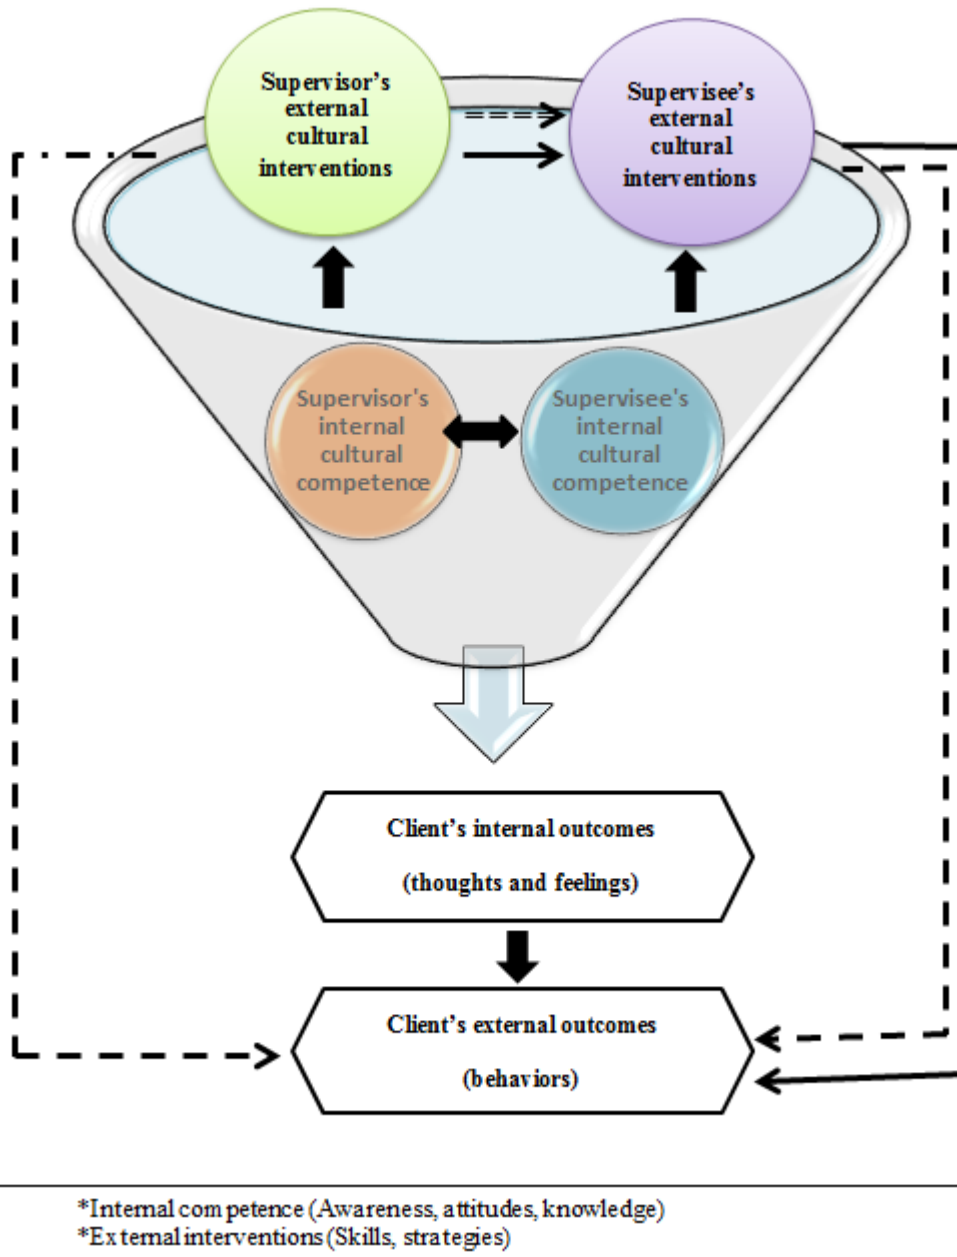 Supervisor's
external
cultural
interventions
Supervisee's
external
cultural
interventions
Supervisor's
internal
cultural
competence
Supervisee's
internal
cultural
competence
Client's internal outcomes
(thoughts and feelings)
Client's external outcomes
(behaviors)
*Internal competence (Awareness, attitudes, knowledge)
*External interventions (Skills, strategies)